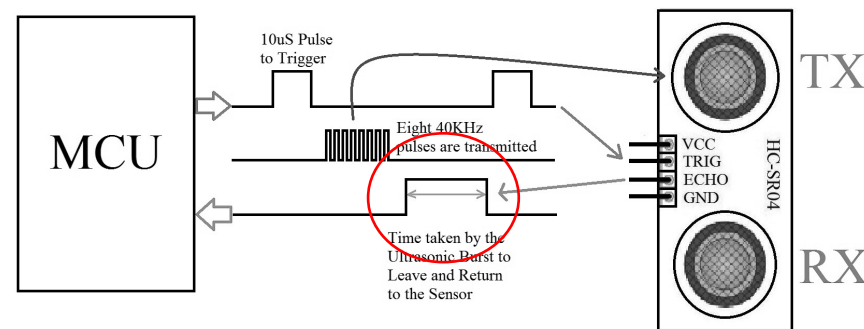 MCU
10uS Pulse
to Trigger
Eight 40KHz
pulses are transmitted
Time taken by the
Ultrasonic Burst to
Leave and Return
to the Sensor
VCC
TRIG
ECHO
GND
HC-SR04
TX
RX